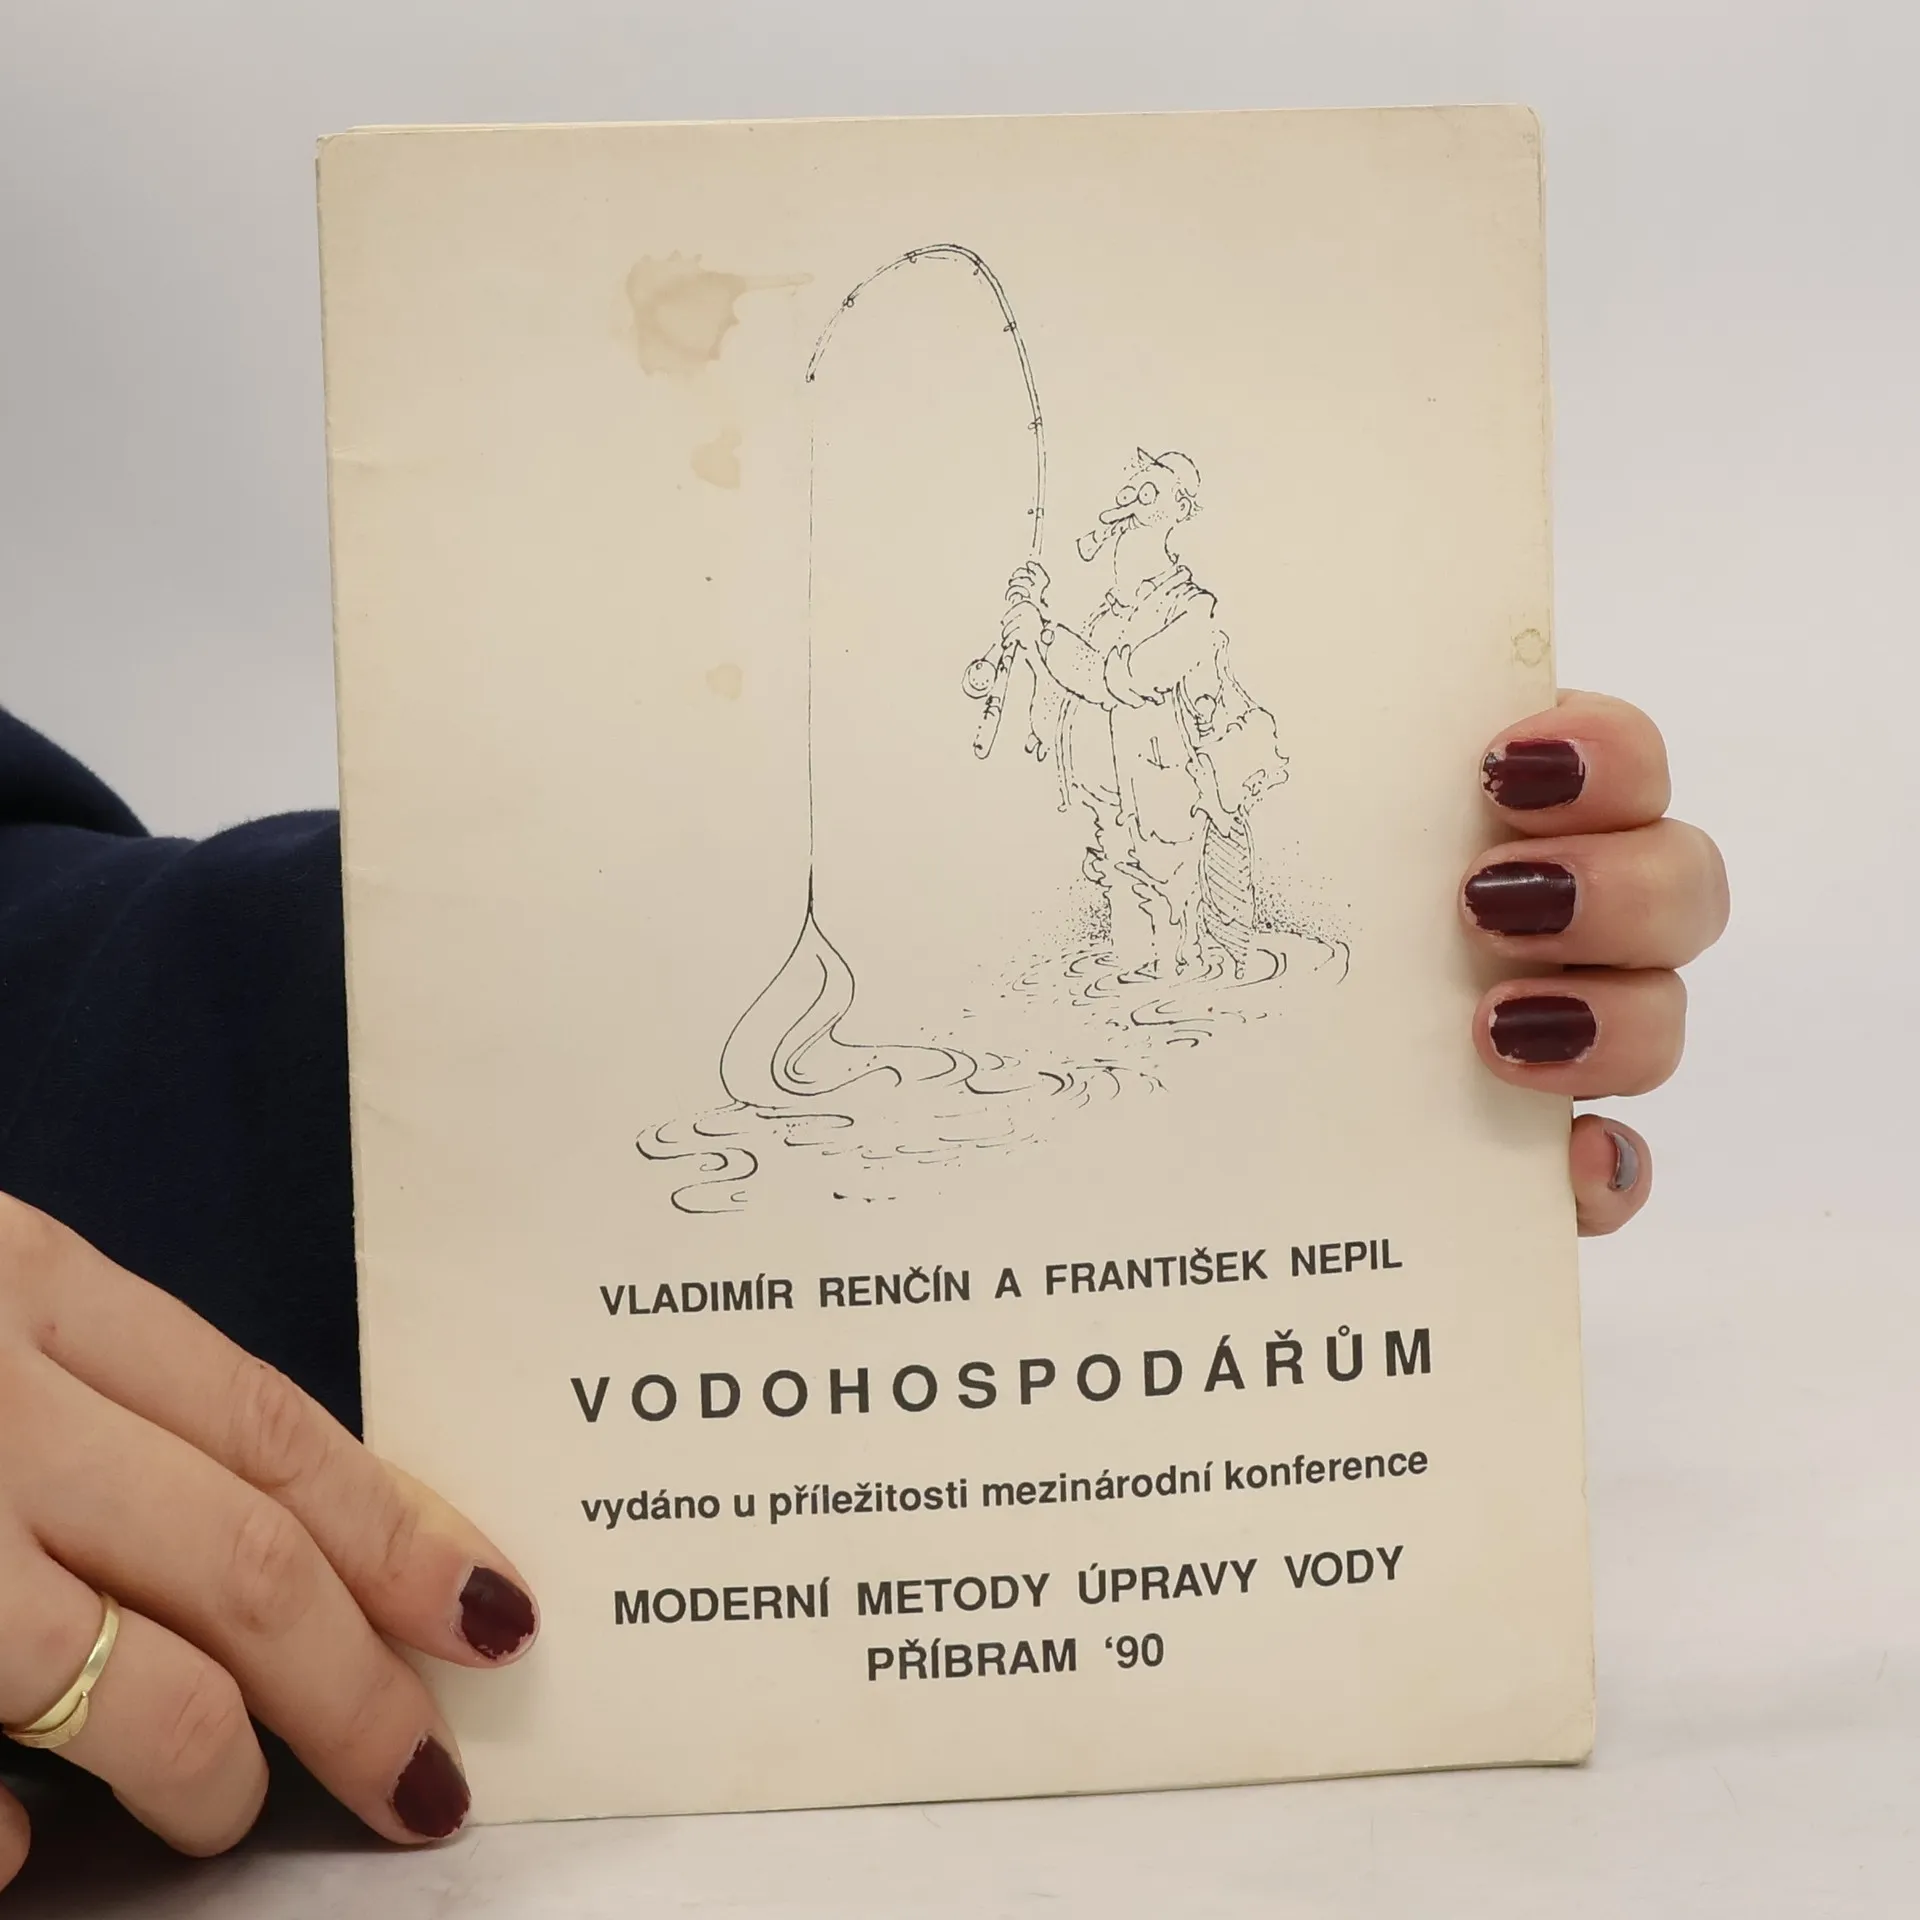 VLADIMÍR RENČÍN A FRANTIŠEK NEPIL
VODOHOSPODÁŘŮM
vydáno u příležitosti mezinárodní konference
MODERNÍ METODY ÚPRAVY VODY
PŘÍBRAM ‘90